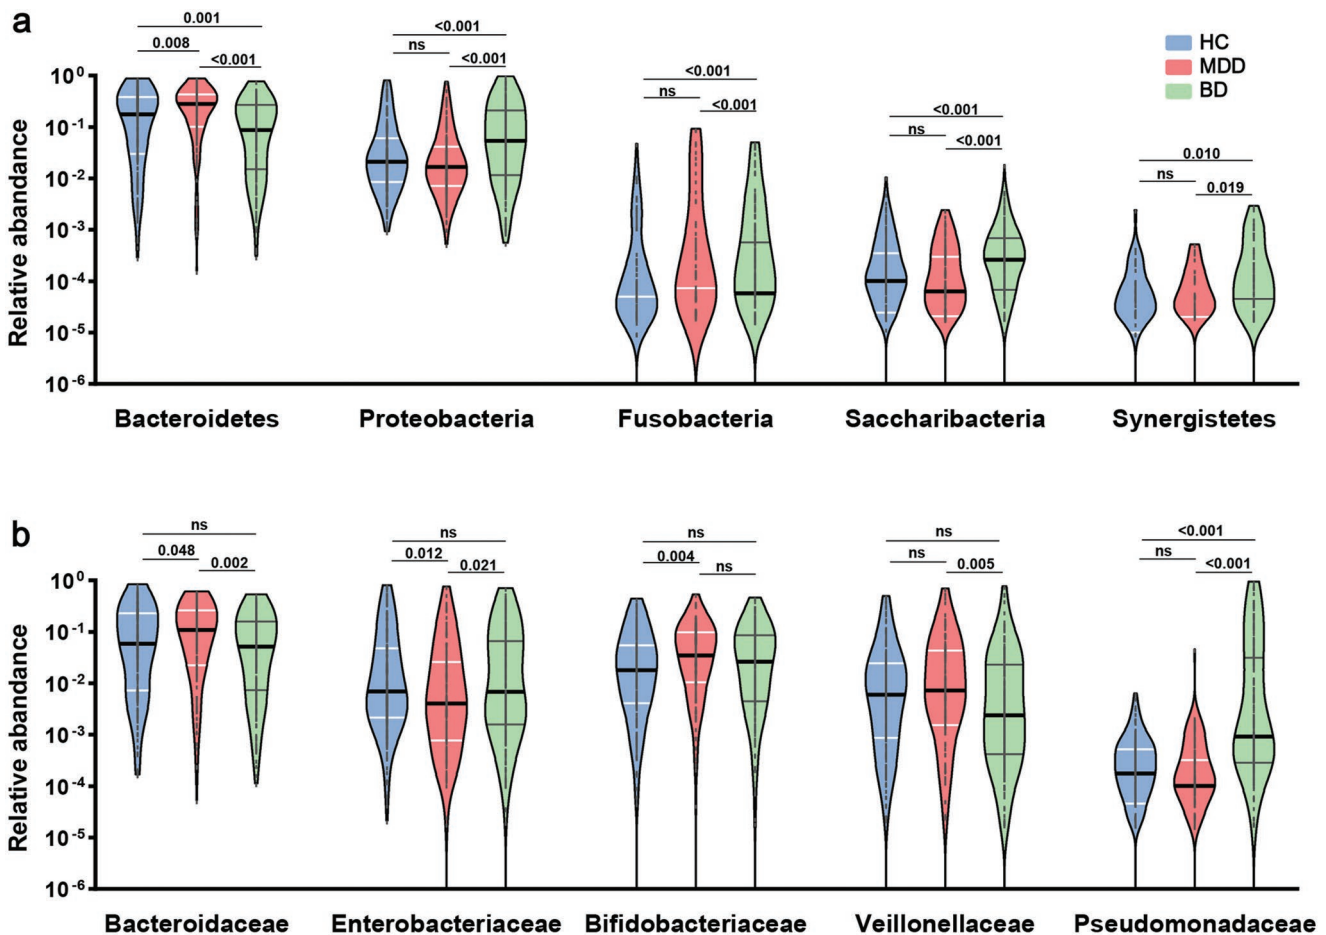 a
0.001
0.008
<0.001
<0.001
ns
<0.001
<0.001
ns
<0.001
<0.001
ns
<0.001
0.010
ns
0.019
HC
MDD
BD
Relative abandance
10^0
10^-1
10^-2
10^-3
10^-4
10^-5
10^-6
Bacteroidetes Proteobacteria Fusobacteria Saccharibacteria Synergistetes
b
ns
0.048
0.002
ns
0.012
0.021
ns
0.004
ns
ns
ns
0.005
<0.001
ns
<0.001
Relative abandance
10^0
10^-1
10^-2
10^-3
10^-4
10^-5
10^-6
Bacteroidaceae Enterobacteriaceae Bifidobacteriaceae Veillonellaceae Pseudomonadaceae